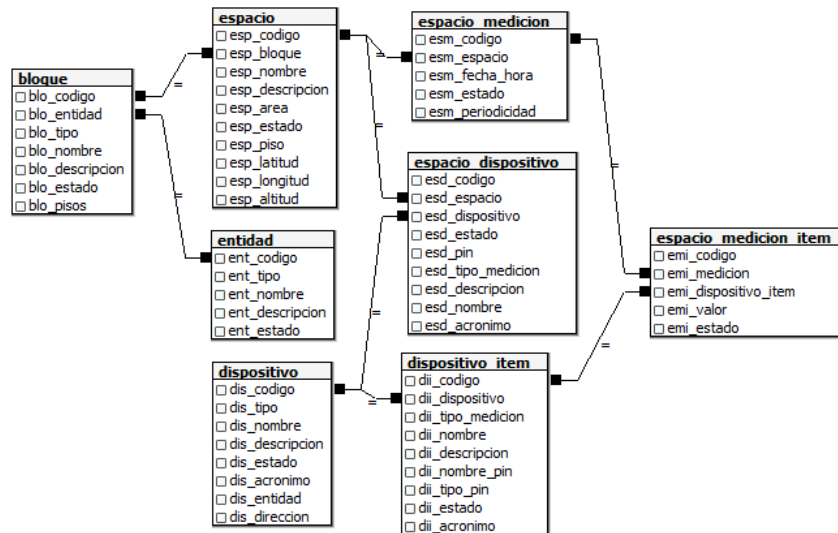 bloque
blo_codigo
blo_entidad
blo_tipo
blo_nombre
blo_descripcion
blo_estado
blo_pisos
espacio
esp_codigo
esp_bloque
esp_nombre
esp_descripcion
esp_area
esp_estado
esp_piso
esp_latitud
esp_longitud
esp_altitud
entidad
ent_codigo
ent_tipo
ent_nombre
ent_descripcion
ent_estado
dispositivo
dis_codigo
dis_tipo
dis_nombre
dis_descripcion
dis_estado
dis_acronimo
dis_entidad
dis_direccion
espacio_medicion
esm_codigo
esm_espacio
esm_fecha_hora
esm_estado
esm_periodicidad
espacio_dispositivo
esd_codigo
esd_espacio
esd_dispositivo
esd_estado
esd_pin
esd_tipo_medicion
esd_descripcion
esd_nombre
esd_acronimo
dispositivo_item
dii_codigo
dii_dispositivo
dii_tipo_medicion
dii_nombre
dii_descripcion
dii_nombre_pin
dii_tipo_pin
dii_estado
dii_acronimo
espacio_medicion_item
emi_codigo
emi_medicion
emi_dispositivo_item
emi_valor
emi_estado
=
=
=
=
=
=
=
=